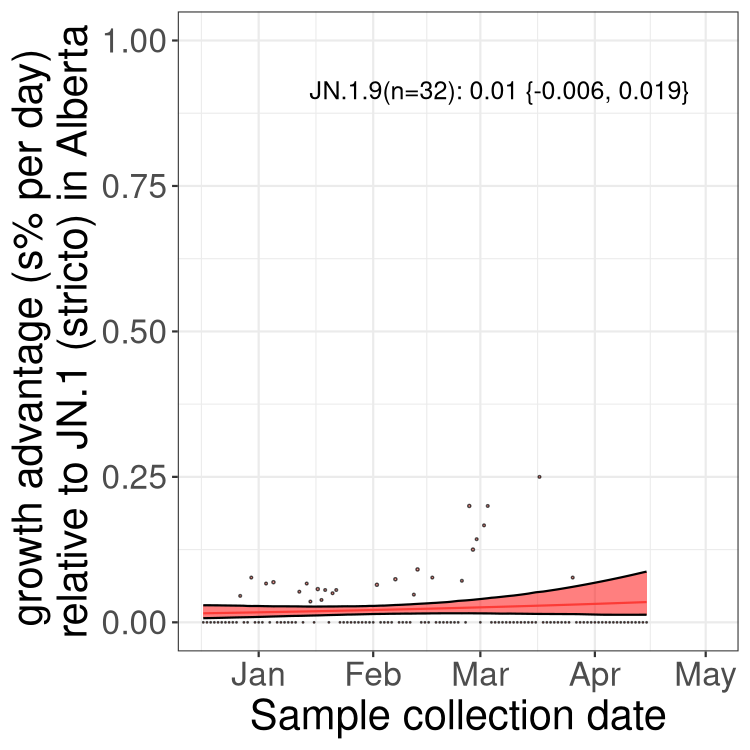 growth advantage (s% per day)
relative to JN.1 (stricto) in Alberta
1.00
0.75
0.50
0.25
0.00
JN.1.9(n=32): 0.01 {-0.006, 0.019}
Jan Feb Mar Apr May
Sample collection date